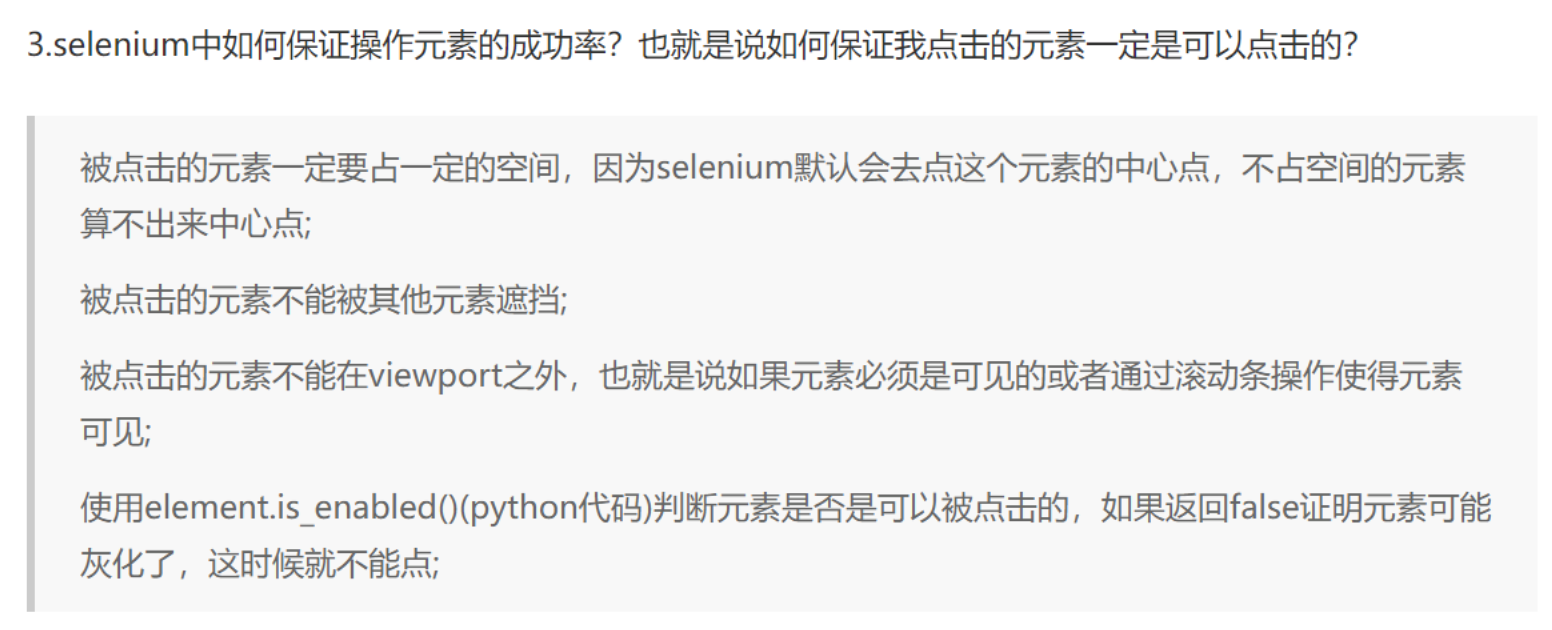 3.selenium中如何保证操作元素的成功率？也就是说如何保证我点击的元素一定是可以点击的？
被点击的元素一定要占一定的空间，因为selenium默认会去点这个元素的中心点，不占空间的元素
算不出来中心点;
被点击的元素不能被其他元素遮挡;
被点击的元素不能在viewport之外，也就是说如果元素必须是可见的或者通过滚动条操作使得元素
可见;
使用element.is_enabled()(python代码)判断元素是否是可以被点击的，如果返回false证明元素可能
灰化了，这时候就不能点;